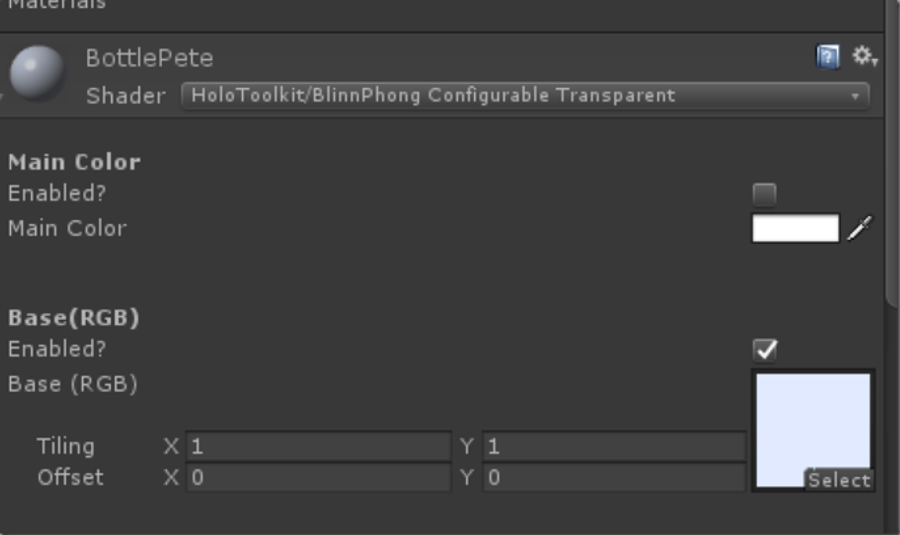 Materials
BottlePete
Shader HoloToolkit/BlinnPhong Configurable Transparent
Main Color
Enabled?
Main Color
Base(RGB)
Enabled?
Base (RGB)
Tiling X 1 Y 1
Offset X 0 Y 0
Select